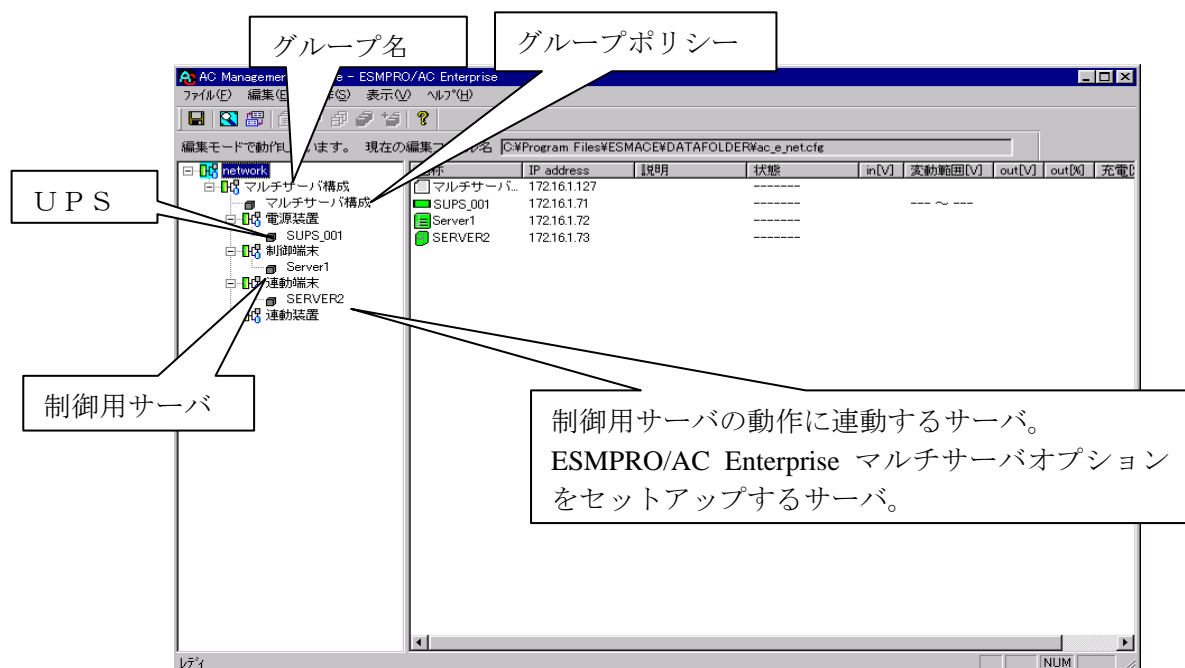 グループ名
グループポリシー
AC Managemen e - ESMPRO/AC Enterprise
ファイル(F) 編集(E (S) 表示(V) ヘルプ(H)
編集モードで動作し います。 現在の編集フ ル名 C:¥Program Files¥ESMACE¥DATAFOLDER¥ac_e_net.cfg
network
マルチサーバ構成
マルチサーバ構成
電源装置
SUPS_001
制御端末
Server1
連動端末
SERVER2
連動装置
名称 IP address 説明 状態 in[V] 変動範囲[V] out[V] out[%] 充電[
マルチサーバ... 172.16.1.127 -------
SUPS_001 172.16.1.71 ------- --- ～ ---
Server1 172.16.1.72 -------
SERVER2 172.16.1.73 -------
ＵＰＳ
制御用サーバ
制御用サーバの動作に連動するサーバ。
ESMPRO/AC Enterprise マルチサーバオプション
をセットアップするサーバ。
レディ
NUM